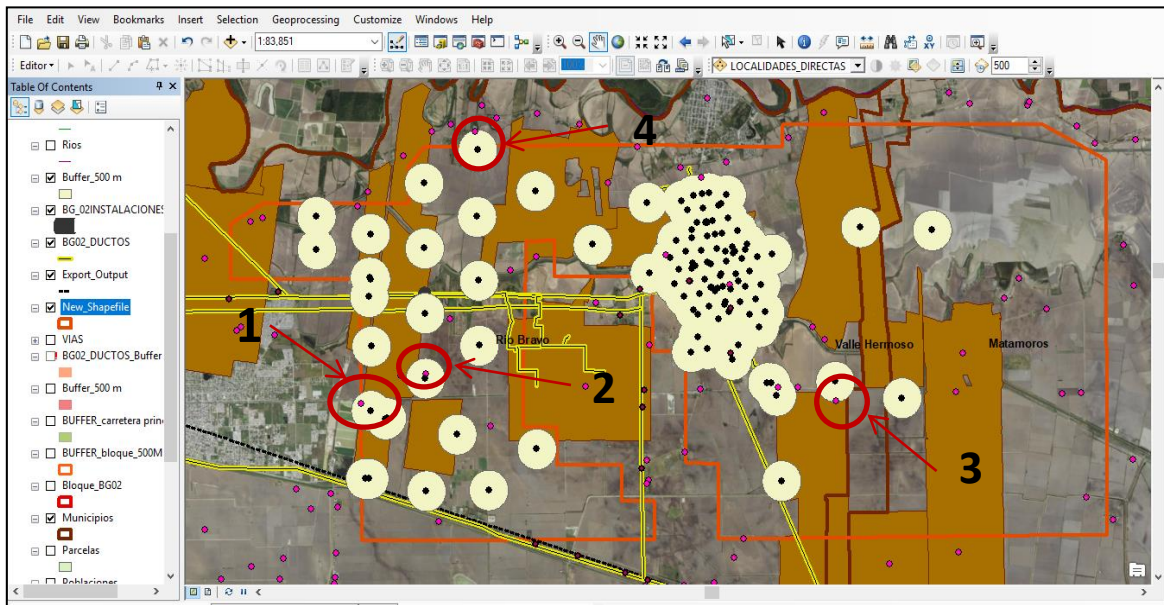 File Edit View Bookmarks Insert Selection Geoprocessing Customize Windows Help
1:83,851
Editor
LOCALIDADES_DIRECTAS 500
Table Of Contents
Rios
Buffer_500 m
BG_02INSTALACIONES
BG02_DUCTOS
Export_Output
New_Shapefile
VIAS
BG02_DUCTOS_Buffer
Buffer_500 m
BUFFER_carretera prin
BUFFER_bloque_500M
Bloque_BG02
Municipios
Parcelas
Poblaciones
4
1
Rio Bravo
Valle Hermoso
Matamoros
2
3